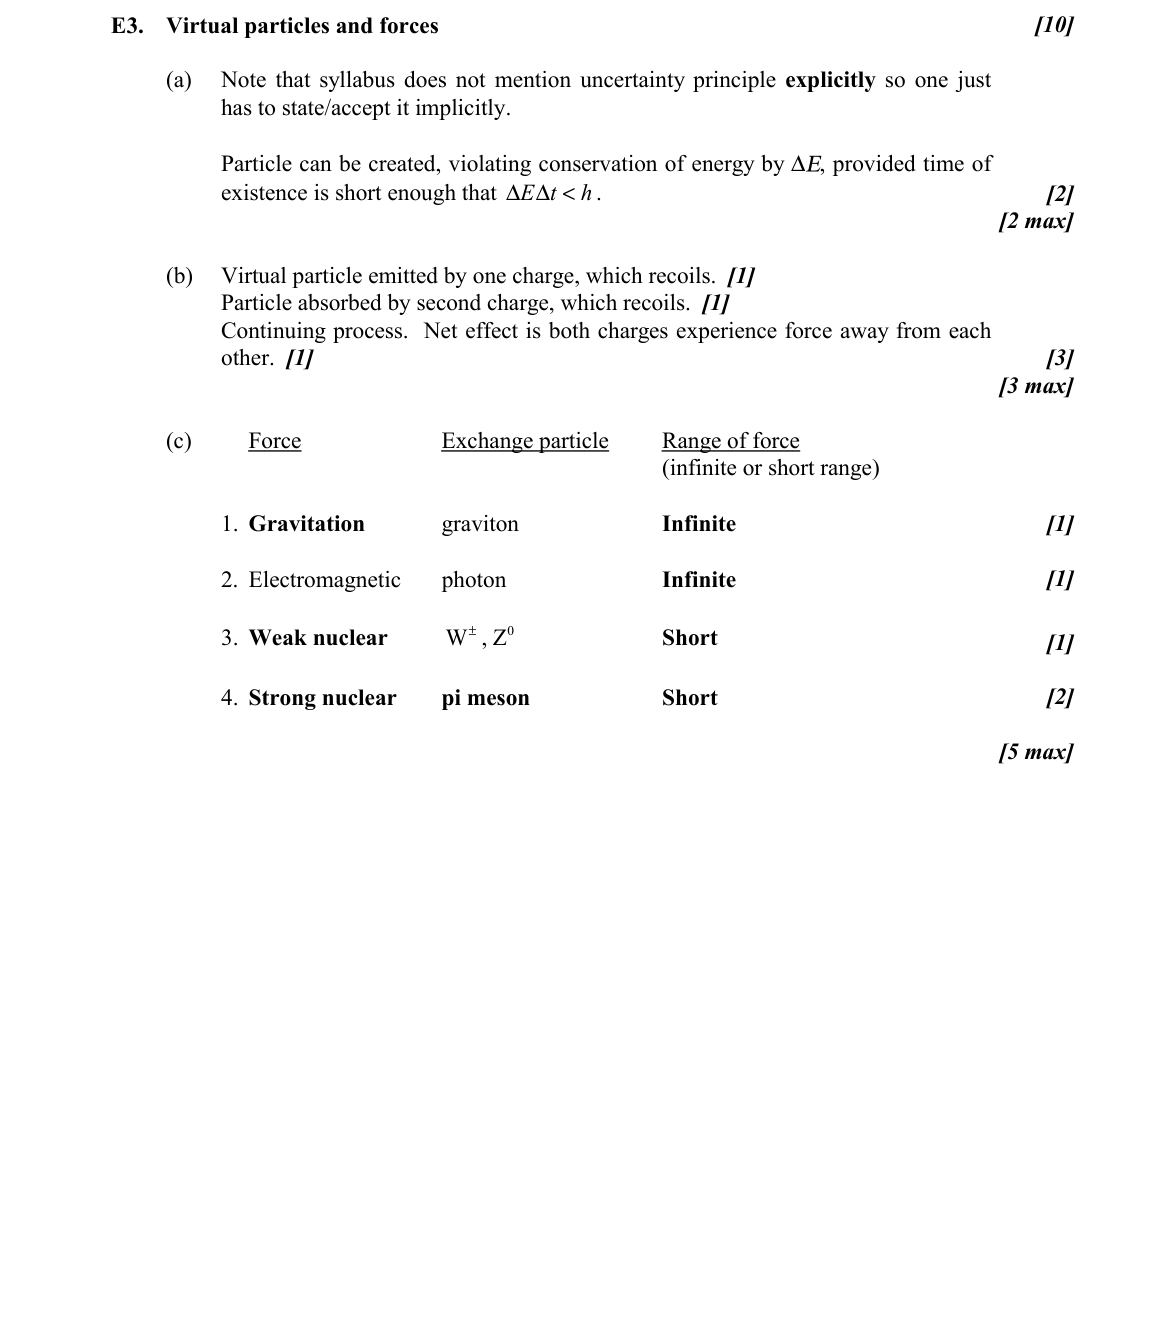 E3. Virtual particles and forces [10]
(a) Note that syllabus does not mention uncertainty principle explicitly so one just
has to state/accept it implicitly.
Particle can be created, violating conservation of energy by ΔE, provided time of
existence is short enough that ΔEΔt < h . [2]
[2 max]
(b) Virtual particle emitted by one charge, which recoils. [1]
Particle absorbed by second charge, which recoils. [1]
Continuing process. Net effect is both charges experience force away from each
other. [1] [3]
[3 max]
(c) Force Exchange particle Range of force
(infinite or short range)
1. Gravitation graviton Infinite [1]
2. Electromagnetic photon Infinite [1]
3. Weak nuclear W± , Z⁰ Short [1]
4. Strong nuclear pi meson Short [2]
[5 max]